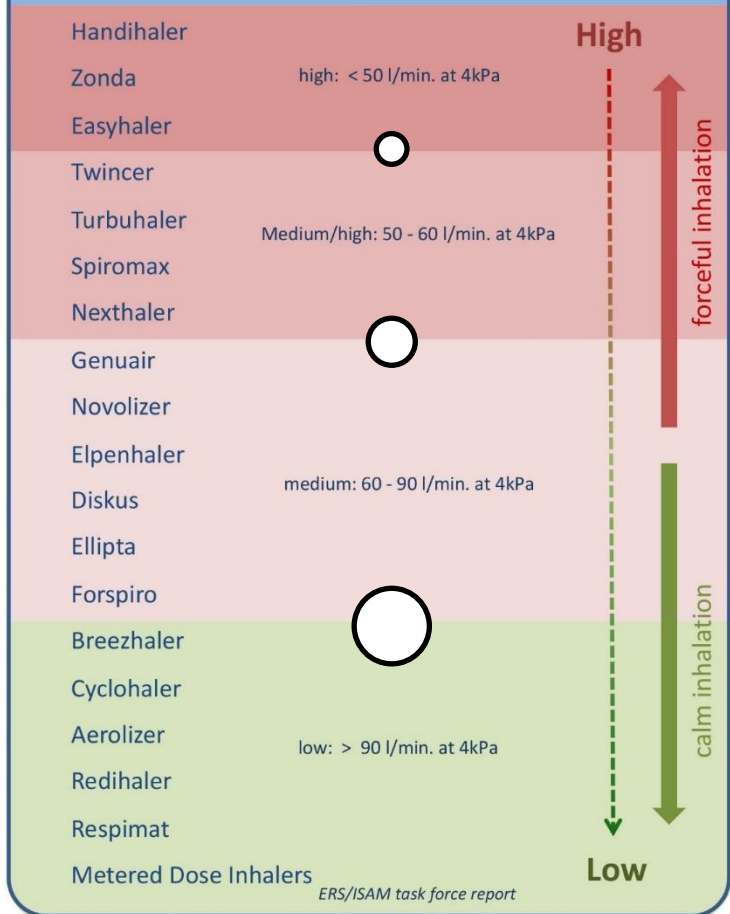 Handihaler
High
Zonda
high: < 50 l/min. at 4kPa
Easyhaler
Twincer
Turbuhaler
Medium/high: 50 - 60 l/min. at 4kPa
Spiromax
Nexthaler
forceful inhalation
Genuair
Novolizer
Elpenhaler
medium: 60 - 90 l/min. at 4kPa
Diskus
Ellipta
Forspiro
Breezhaler
Cyclohaler
calm inhalation
Aerolizer
low: > 90 l/min. at 4kPa
Redihaler
Respimat
Low
Metered Dose Inhalers
ERS/ISAM task force report